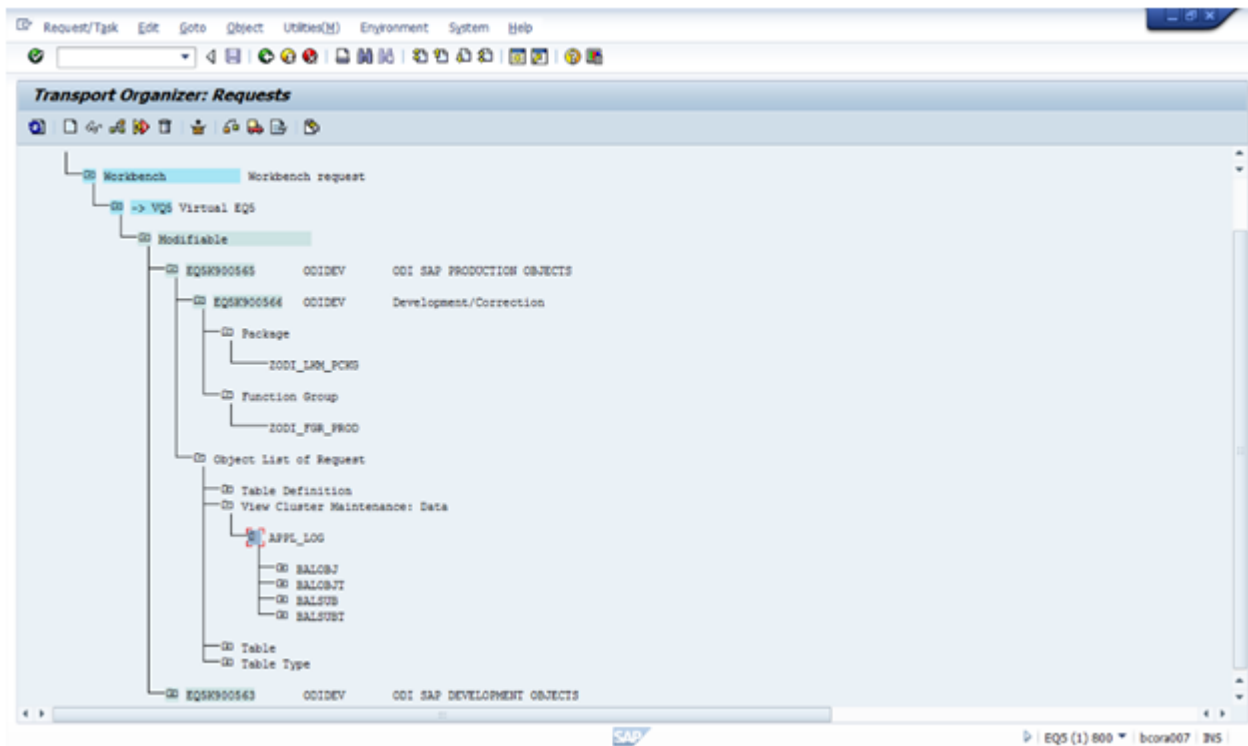 Request/Task Edit Goto Object Utilities(M) Environment System Help
Transport Organizer: Requests
Workbench Workbench request
-> VQ5 Virtual EQ5
Modifiable
EQ5K900565 ODIDEV ODI SAP PRODUCTION OBJECTS
EQ5K900566 ODIDEV Development/Correction
Package
ZODI_LKM_PCKG
Function Group
ZODI_FGR_PROD
Object List of Request
Table Definition
View Cluster Maintenance: Data
APPL_LOG
BALOBJ
BALOBJT
BALSUB
BALSUBT
Table
Table Type
EQ5K900563 ODIDEV ODI SAP DEVELOPMENT OBJECTS
SAP
EQ5 (1) 800 bcora007 INS